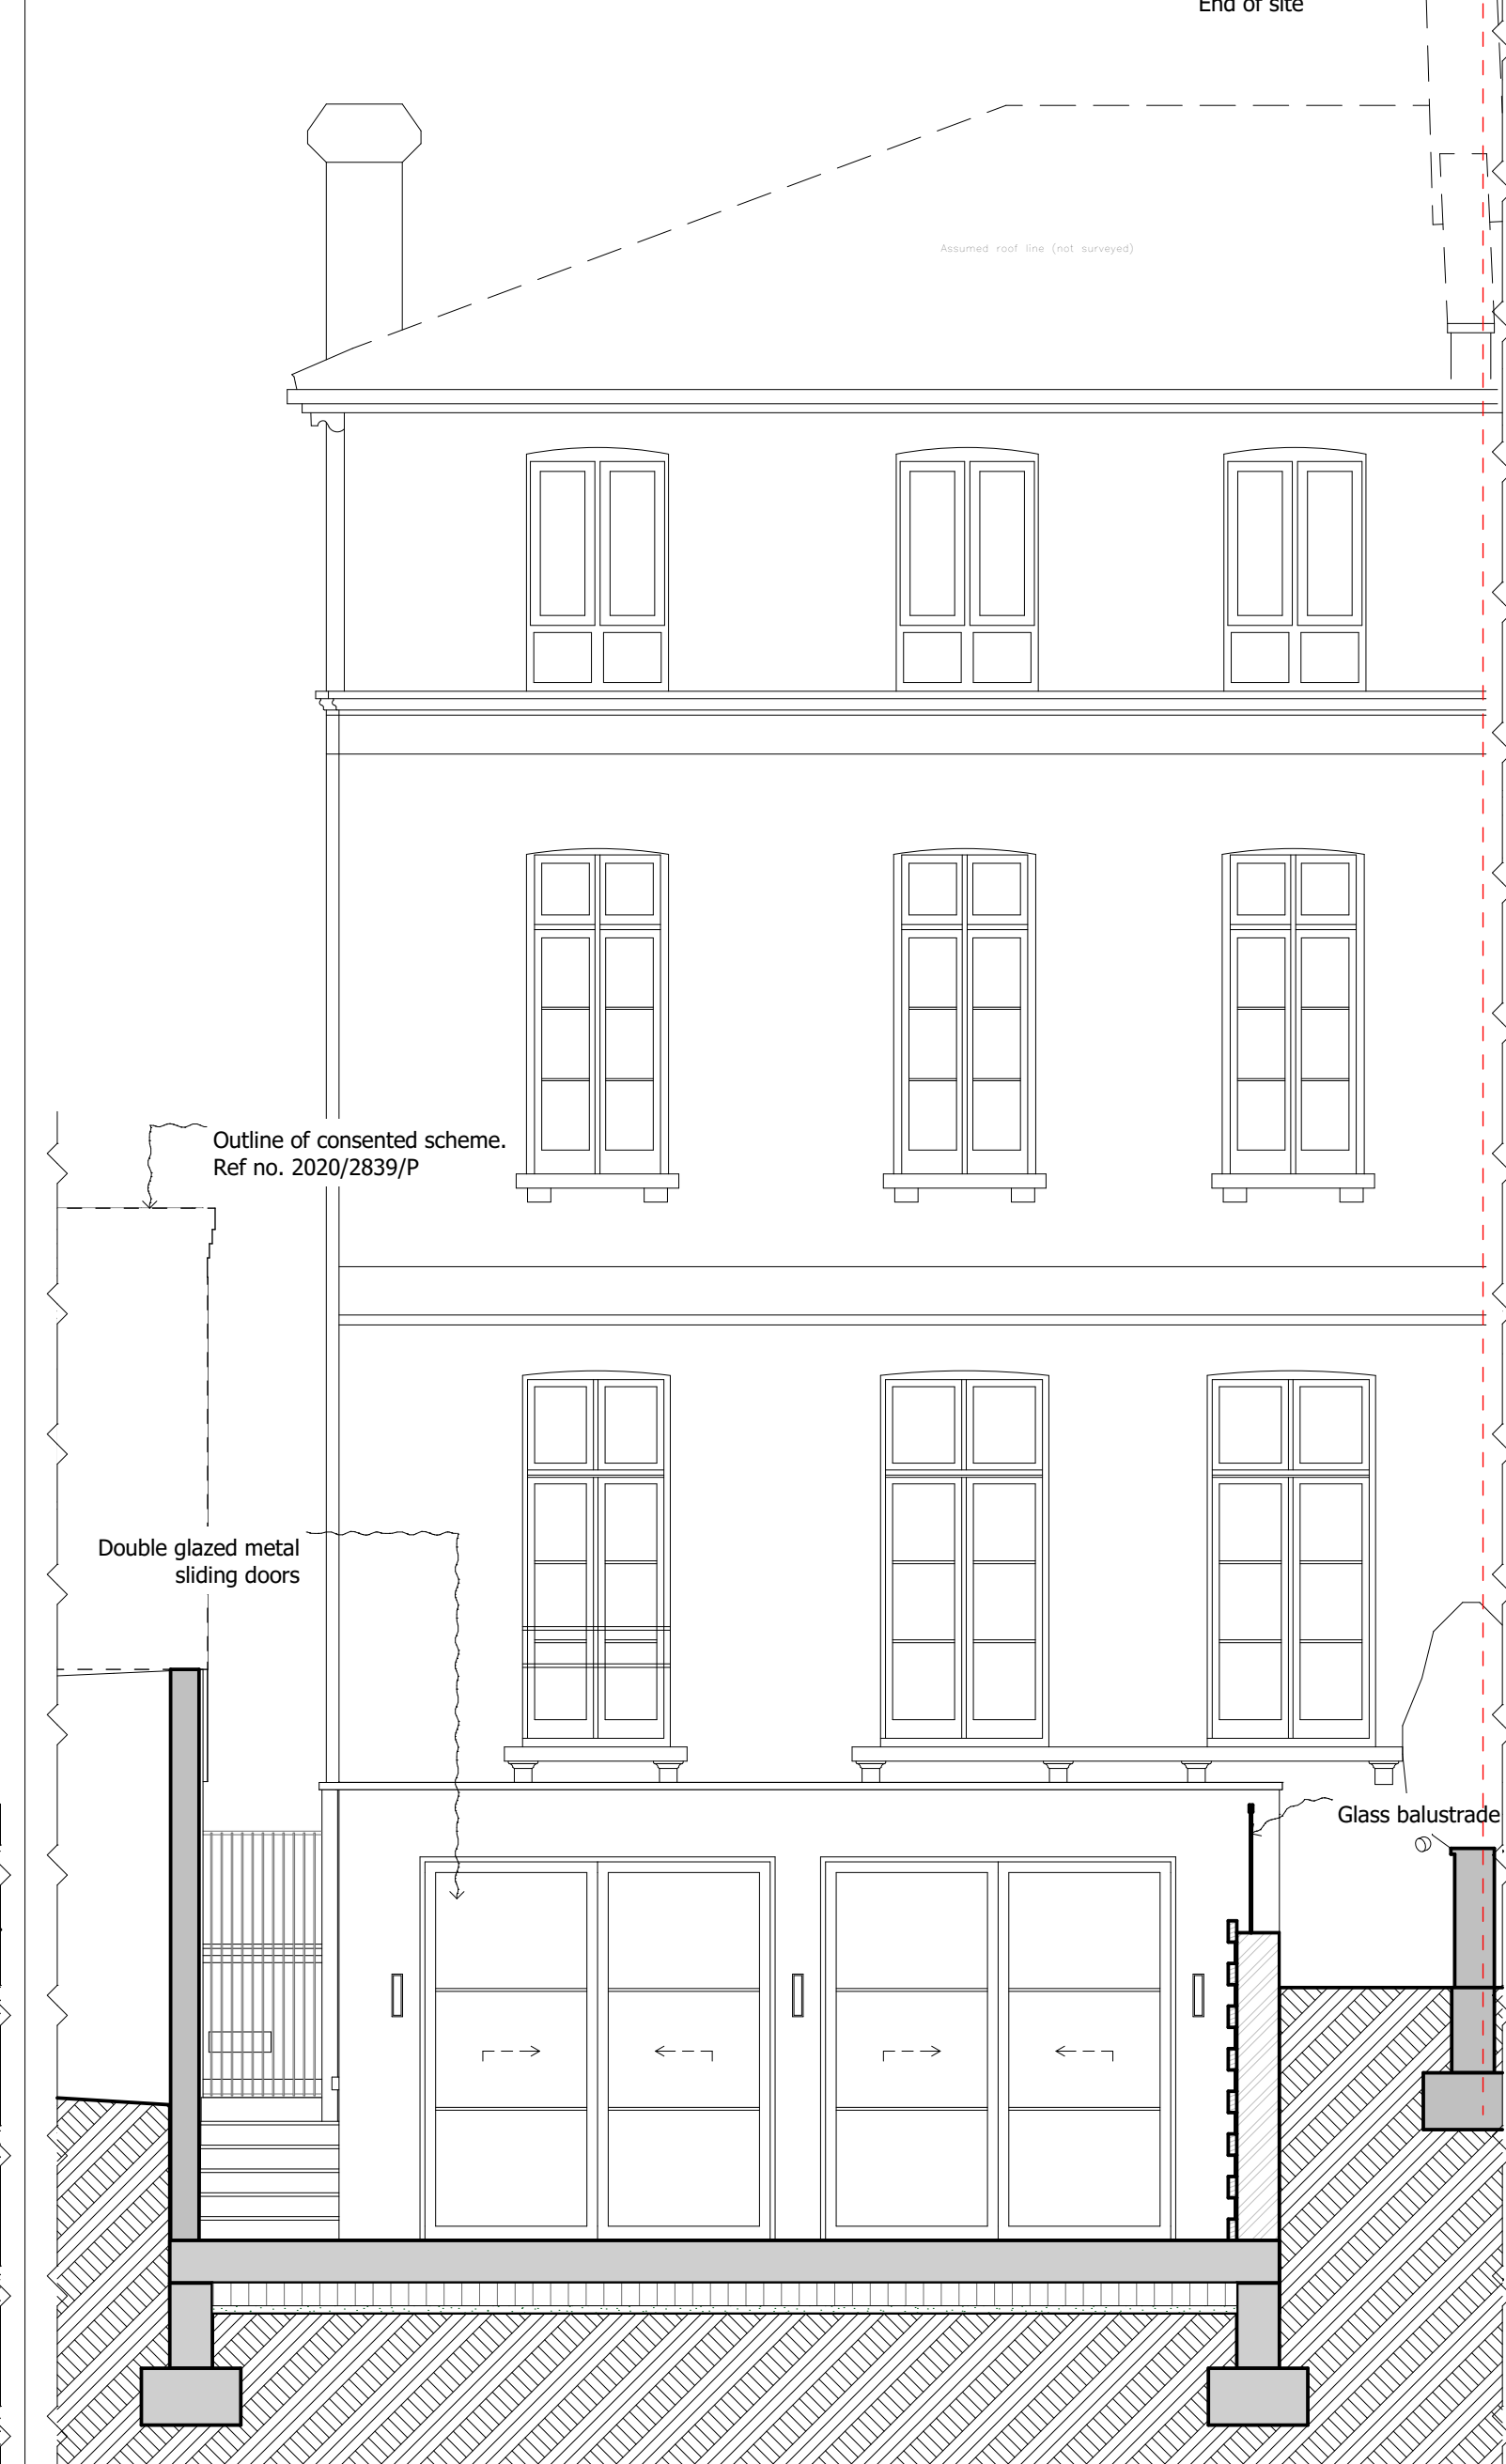 End of site
Assumed roof line (not surveyed)
Outline of consented scheme.
Ref no. 2020/2839/P
Double glazed metal
sliding doors
Glass balustrade